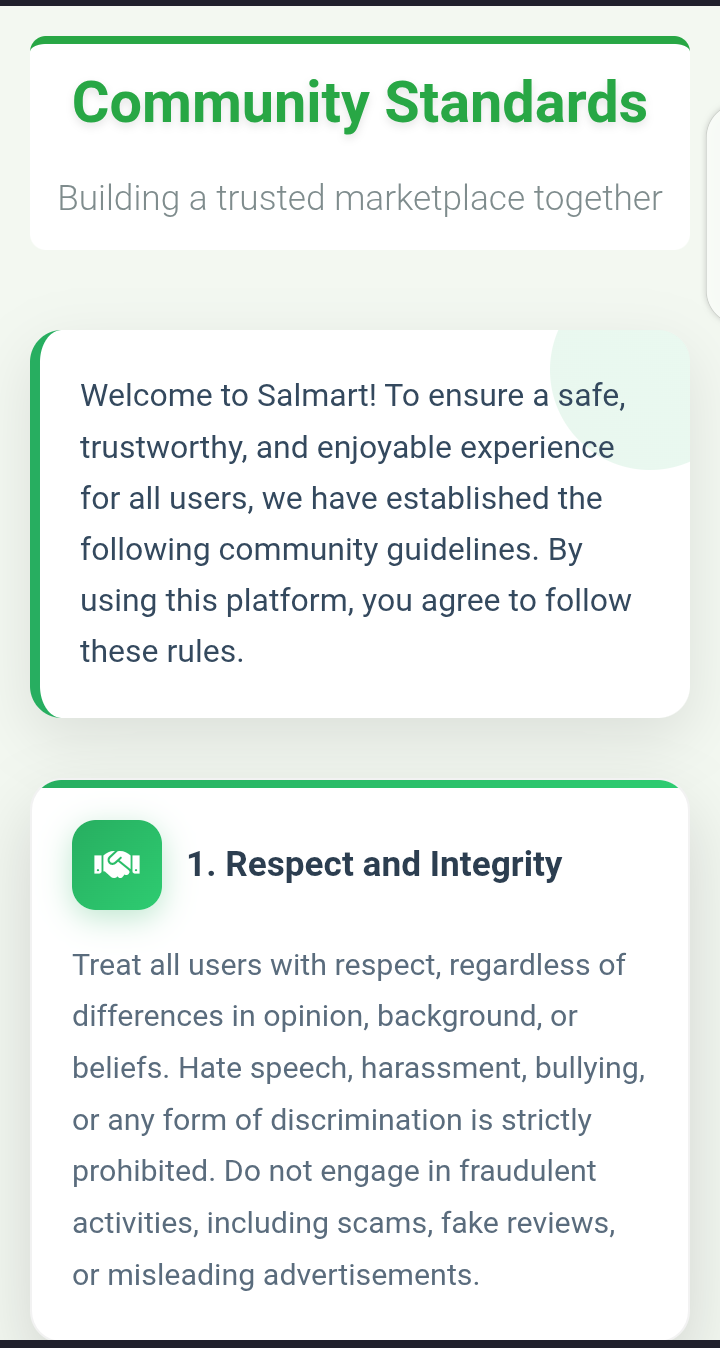 Community Standards
Building a trusted marketplace together
Welcome to Salmart! To ensure a safe,
trustworthy, and enjoyable experience
for all users, we have established the
following community guidelines. By
using this platform, you agree to follow
these rules.
1. Respect and Integrity
Treat all users with respect, regardless of
differences in opinion, background, or
beliefs. Hate speech, harassment, bullying,
or any form of discrimination is strictly
prohibited. Do not engage in fraudulent
activities, including scams, fake reviews,
or misleading advertisements.